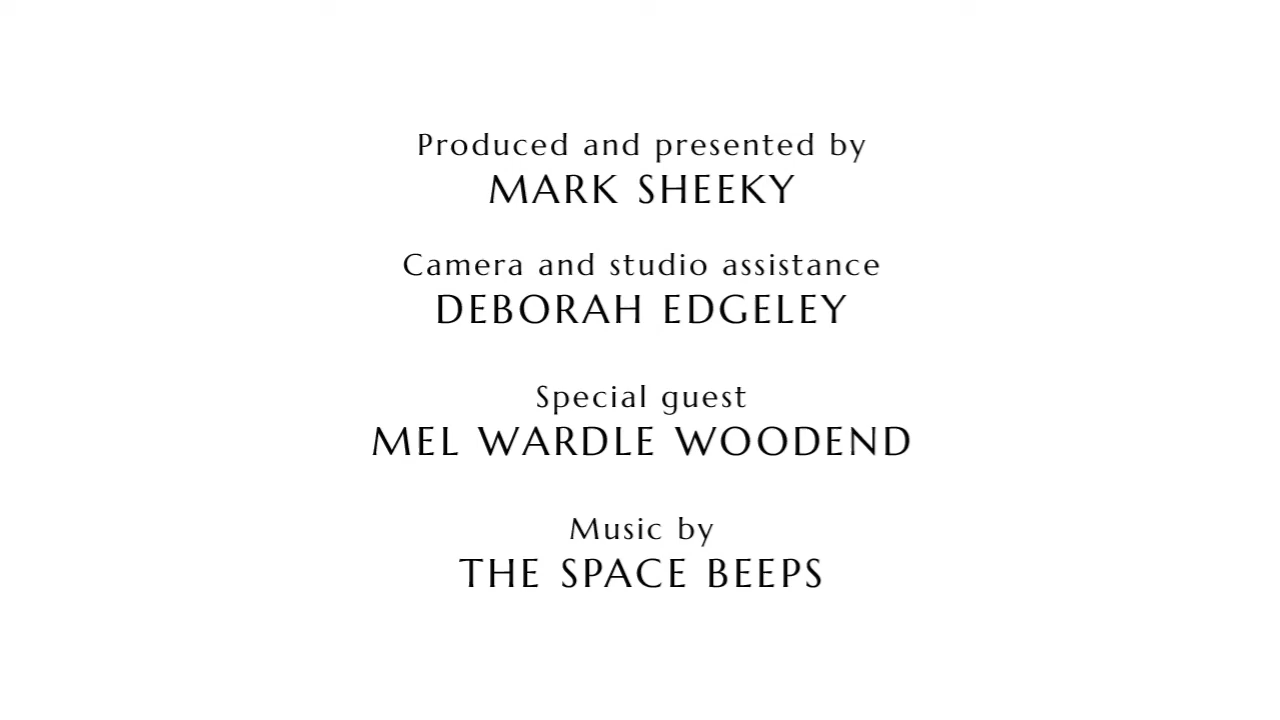 Produced and presented by
MARK SHEEKY
Camera and studio assistance
DEBORAH EDGELEY
Special guest
MEL WARDLE WOODEND
Music by
THE SPACE BEEPS